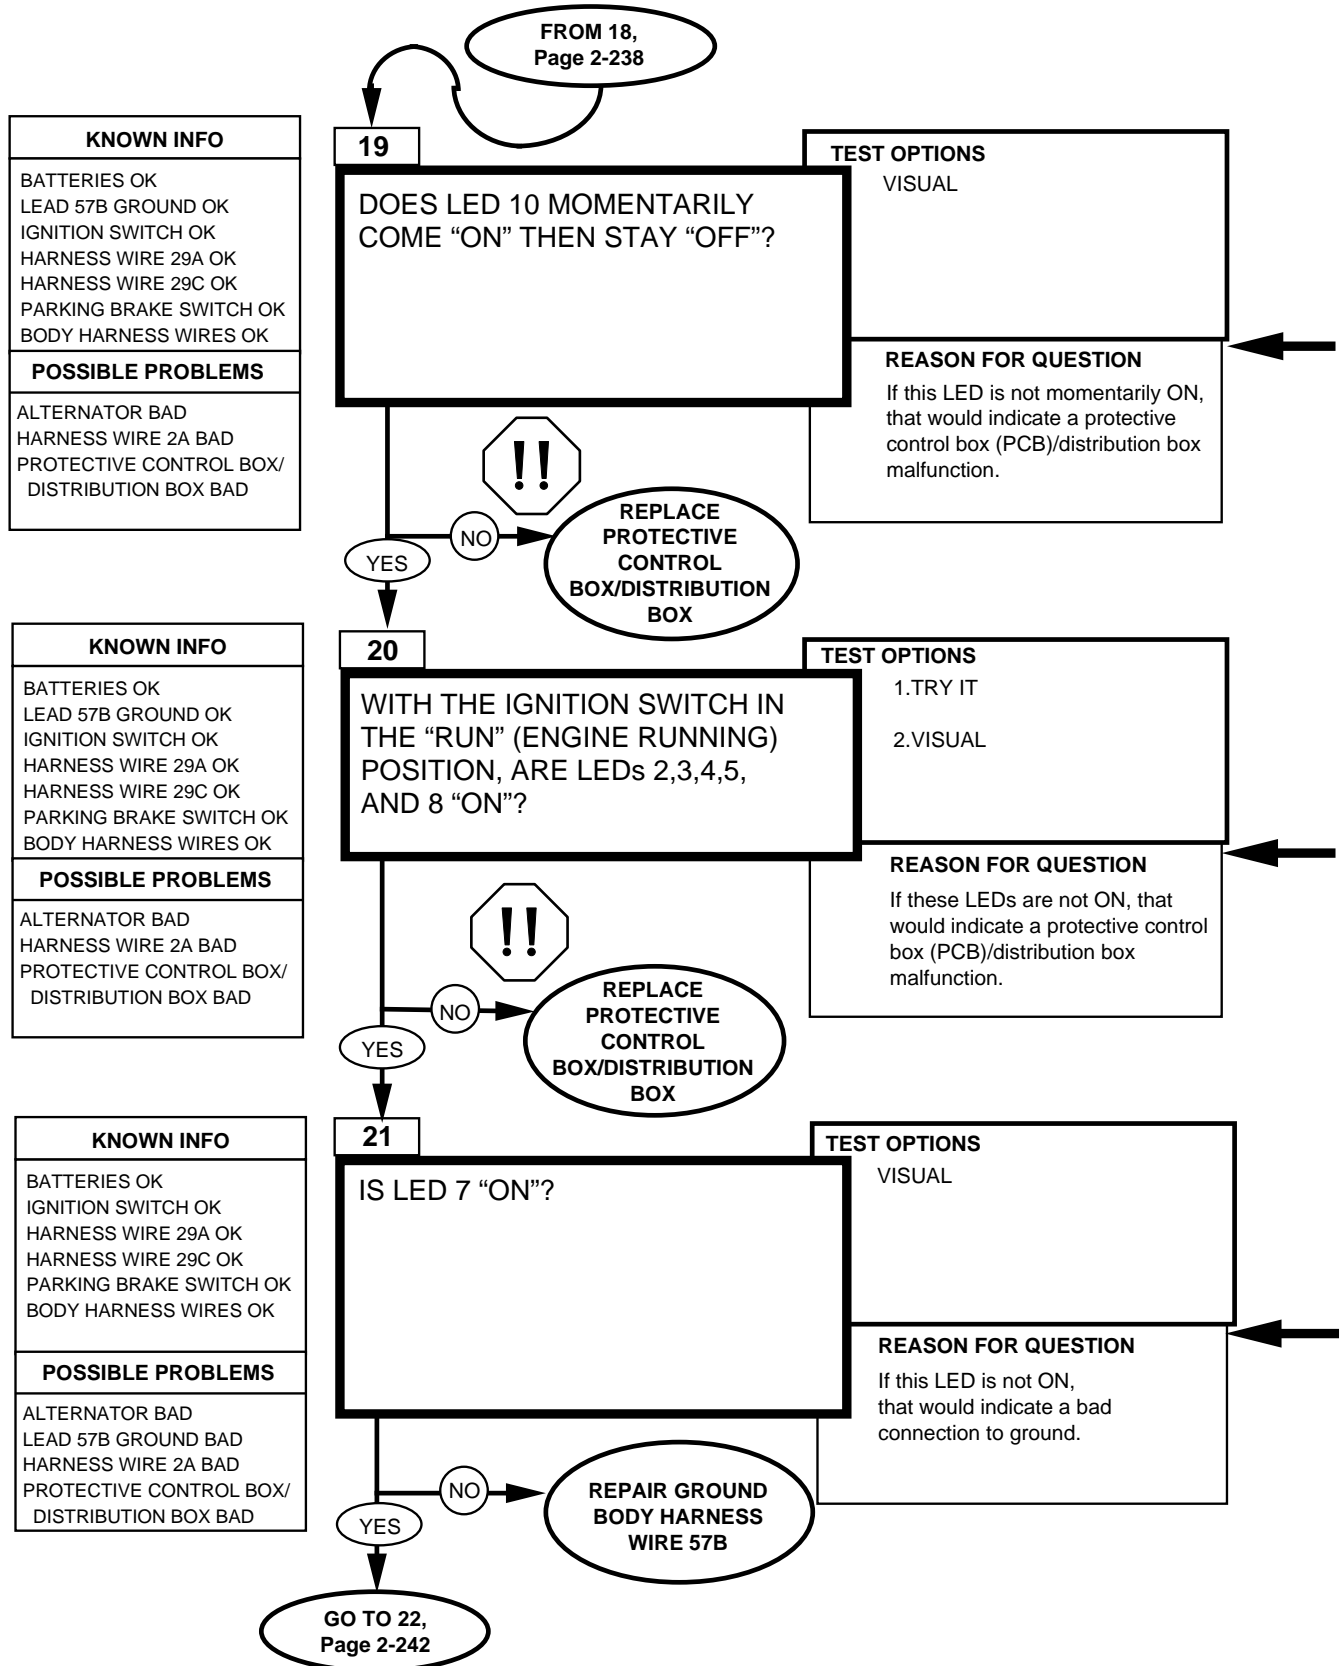 FROM 18,
Page 2-238
KNOWN INFO
BATTERIES OK
LEAD 57B GROUND OK
IGNITION SWITCH OK
HARNESS WIRE 29A OK
HARNESS WIRE 29C OK
PARKING BRAKE SWITCH OK
BODY HARNESS WIRES OK
POSSIBLE PROBLEMS
ALTERNATOR BAD
HARNESS WIRE 2A BAD
PROTECTIVE CONTROL BOX/
DISTRIBUTION BOX BAD
19
DOES LED 10 MOMENTARILY
COME “ON” THEN STAY “OFF”?
TEST OPTIONS
VISUAL
REASON FOR QUESTION
If this LED is not momentarily ON,
that would indicate a protective
control box (PCB)/distribution box
malfunction.
!!
NO
YES
REPLACE
PROTECTIVE
CONTROL
BOX/DISTRIBUTION
BOX
KNOWN INFO
BATTERIES OK
LEAD 57B GROUND OK
IGNITION SWITCH OK
HARNESS WIRE 29A OK
HARNESS WIRE 29C OK
PARKING BRAKE SWITCH OK
BODY HARNESS WIRES OK
POSSIBLE PROBLEMS
ALTERNATOR BAD
HARNESS WIRE 2A BAD
PROTECTIVE CONTROL BOX/
DISTRIBUTION BOX BAD
20
WITH THE IGNITION SWITCH IN
THE “RUN” (ENGINE RUNNING)
POSITION, ARE LEDs 2,3,4,5,
AND 8 “ON”?
TEST OPTIONS
1.TRY IT
2.VISUAL
REASON FOR QUESTION
If these LEDs are not ON, that
would indicate a protective control
box (PCB)/distribution box
malfunction.
!!
NO
YES
REPLACE
PROTECTIVE
CONTROL
BOX/DISTRIBUTION
BOX
KNOWN INFO
BATTERIES OK
IGNITION SWITCH OK
HARNESS WIRE 29A OK
HARNESS WIRE 29C OK
PARKING BRAKE SWITCH OK
BODY HARNESS WIRES OK
POSSIBLE PROBLEMS
ALTERNATOR BAD
LEAD 57B GROUND BAD
HARNESS WIRE 2A BAD
PROTECTIVE CONTROL BOX/
DISTRIBUTION BOX BAD
21
IS LED 7 “ON”?
TEST OPTIONS
VISUAL
REASON FOR QUESTION
If this LED is not ON,
that would indicate a bad
connection to ground.
NO
YES
REPAIR GROUND
BODY HARNESS
WIRE 57B
GO TO 22,
Page 2-242